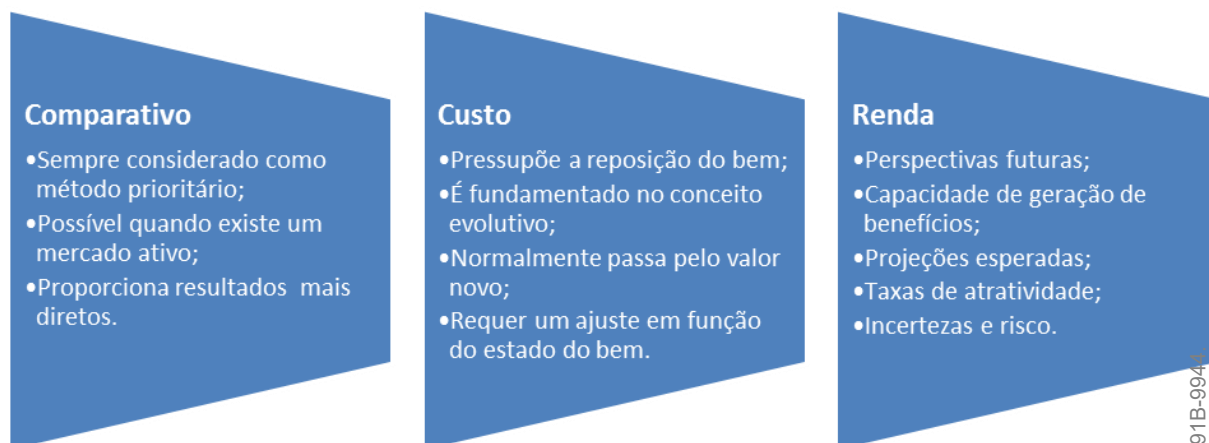 Comparativo
•Sempre considerado como
método prioritário;
•Possível quando existe um
mercado ativo;
•Proporciona resultados mais
diretos.
Custo
•Pressupõe a reposição do bem;
•É fundamentado no conceito
evolutivo;
•Normalmente passa pelo valor
novo;
•Requer um ajuste em função
do estado do bem.
Renda
•Perspectivas futuras;
•Capacidade de geração de
benefícios;
•Projeções esperadas;
•Taxas de atratividade;
•Incertezas e risco.
91B-9944